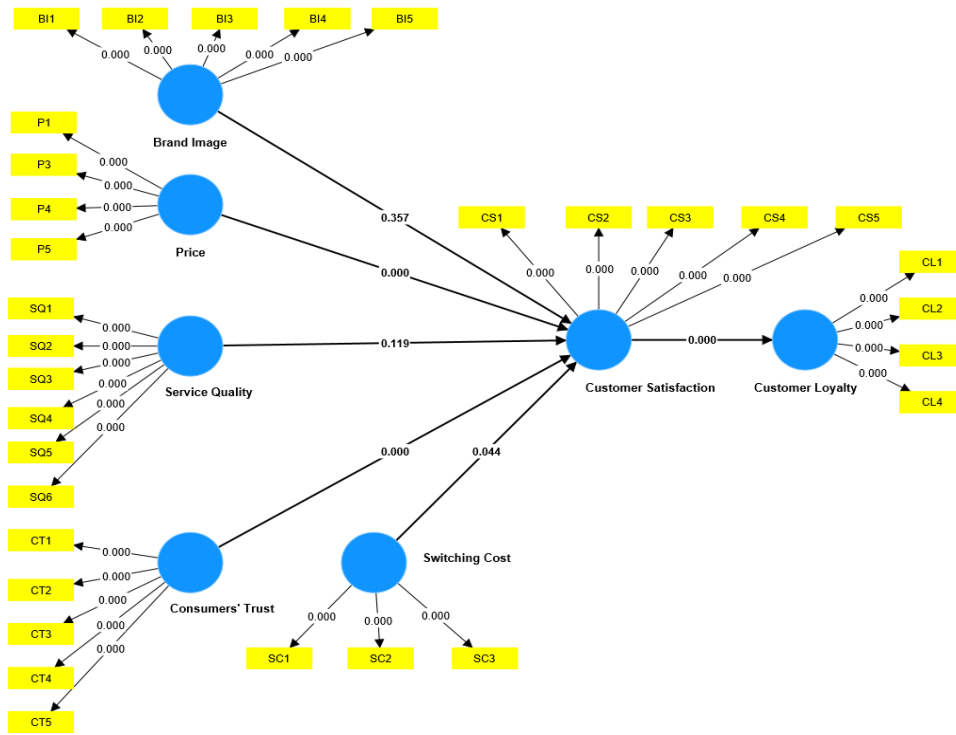 BI1 BI2 BI3 BI4 BI5
0.000 0.000 0.000 0.000 0.000
Brand Image
P1
P3
P4
P5
0.000
0.000
0.000
0.000
Price
SQ1
SQ2
SQ3
SQ4
SQ5
SQ6
0.000
0.000
0.000
0.000
0.000
0.000
Service Quality
CT1
CT2
CT3
CT4
CT5
0.000
0.000
0.000
0.000
0.000
Consumers' Trust
Switching Cost
0.000 0.000 0.000
SC1 SC2 SC3
0.357
0.000
0.119
0.000
0.044
CS1 CS2 CS3 CS4 CS5
0.000 0.000 0.000 0.000 0.000
Customer Satisfaction
0.000
Customer Loyalty
0.000
0.000
0.000
0.000
CL1
CL2
CL3
CL4